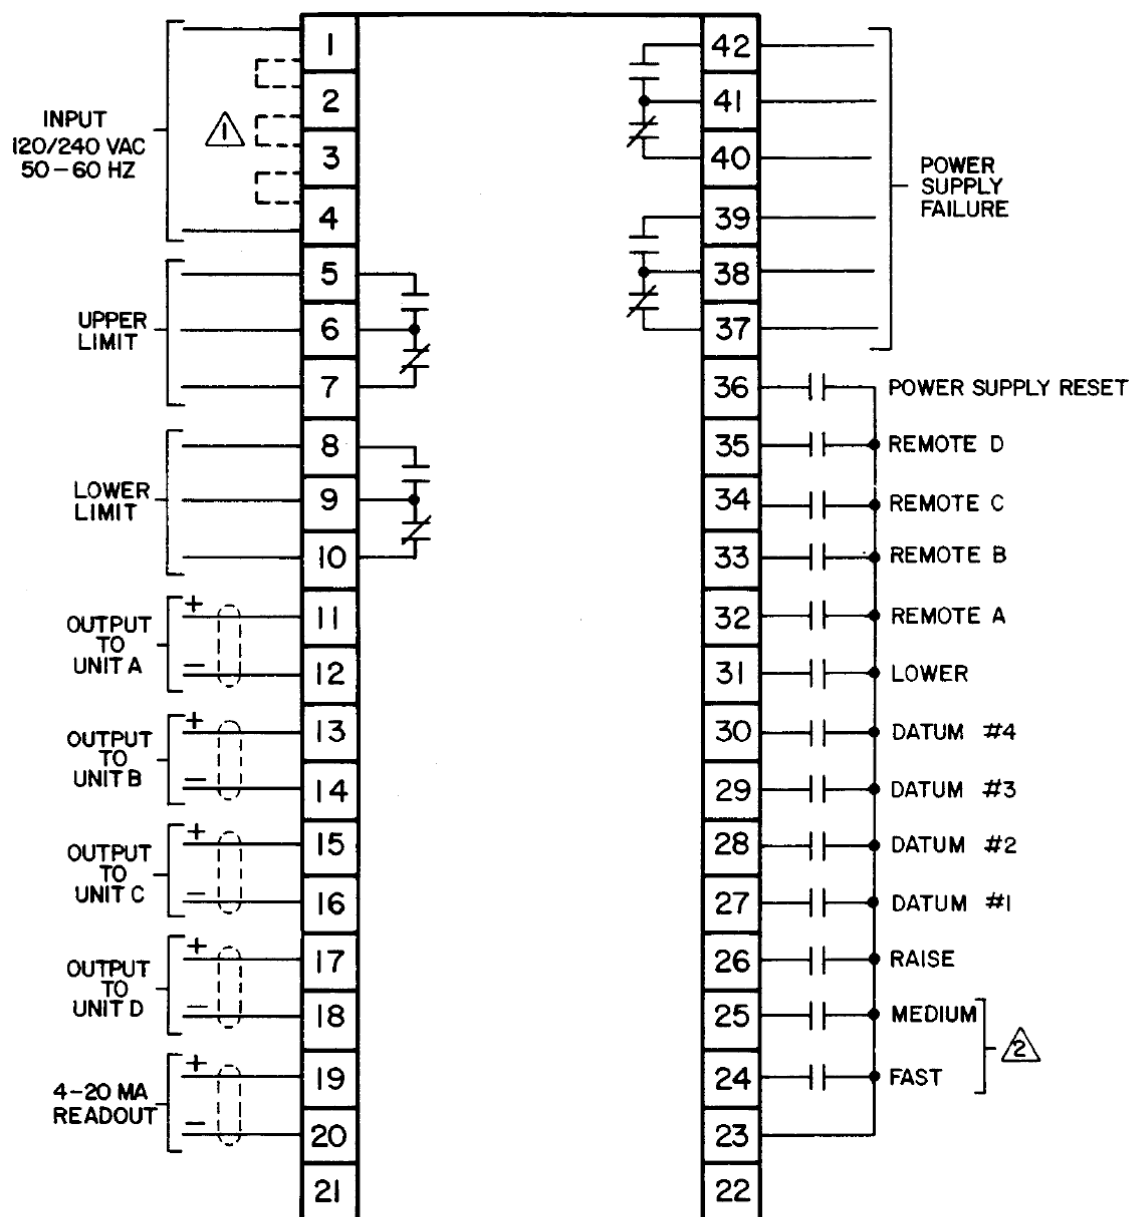 INPUT
120/240 VAC
50-60 HZ
1
UPPER
LIMIT
LOWER
LIMIT
+
OUTPUT
TO
UNIT A
-
+
OUTPUT
TO
UNIT B
-
+
OUTPUT
TO
UNIT C
-
+
OUTPUT
TO
UNIT D
-
+
4-20 MA
READOUT
-
1
2
3
4
5
6
7
8
9
10
11
12
13
14
15
16
17
18
19
20
21
42
41
40
39
38
37
POWER
SUPPLY
FAILURE
36 POWER SUPPLY RESET
35 REMOTE D
34 REMOTE C
33 REMOTE B
32 REMOTE A
31 LOWER
30 DATUM #4
29 DATUM #3
28 DATUM #2
27 DATUM #1
26 RAISE
25 MEDIUM
2
24 FAST
23
22